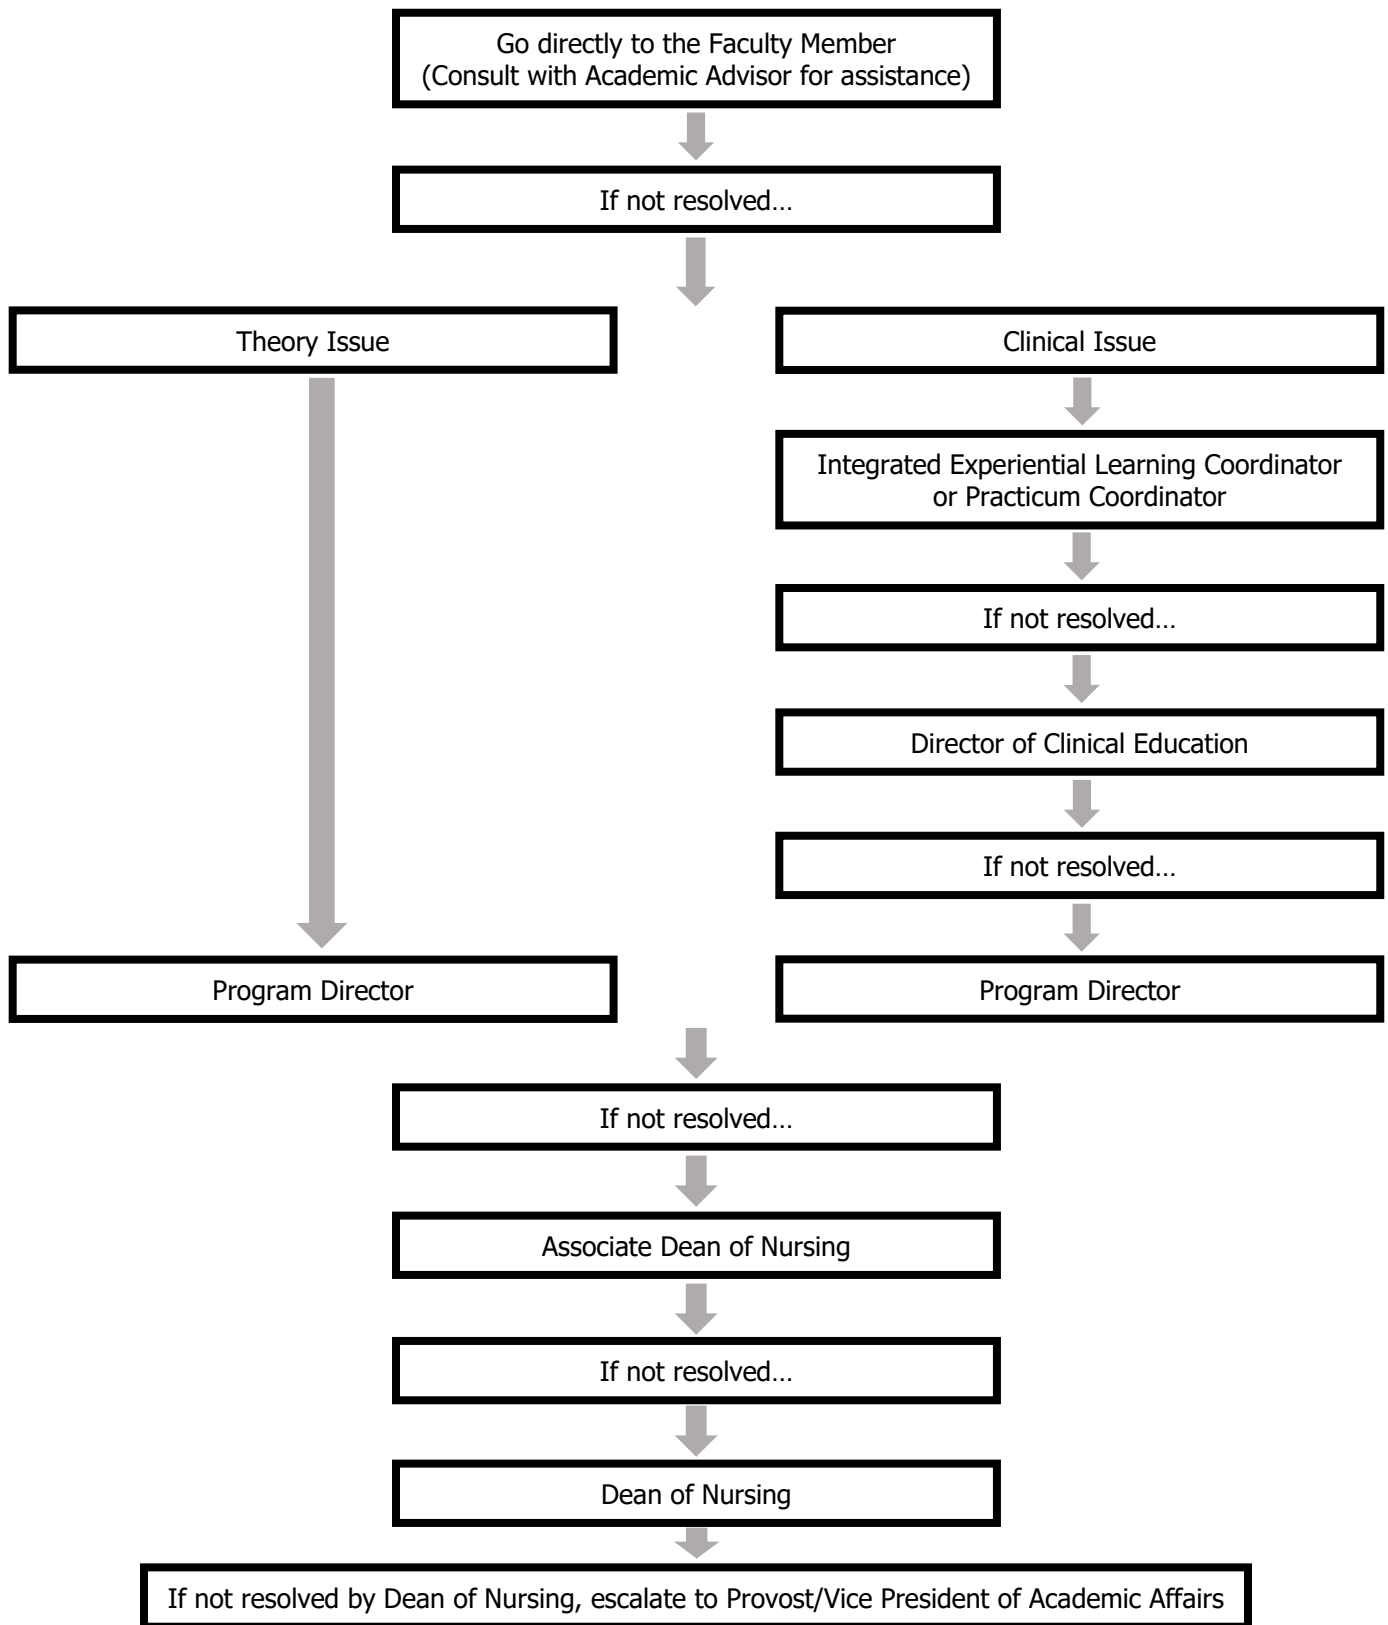 Go directly to the Faculty Member
(Consult with Academic Advisor for assistance)
If not resolved…
Theory Issue
Clinical Issue
Integrated Experiential Learning Coordinator
or Practicum Coordinator
If not resolved…
Director of Clinical Education
If not resolved…
Program Director
Program Director
If not resolved…
Associate Dean of Nursing
If not resolved…
Dean of Nursing
If not resolved by Dean of Nursing, escalate to Provost/Vice President of Academic Affairs